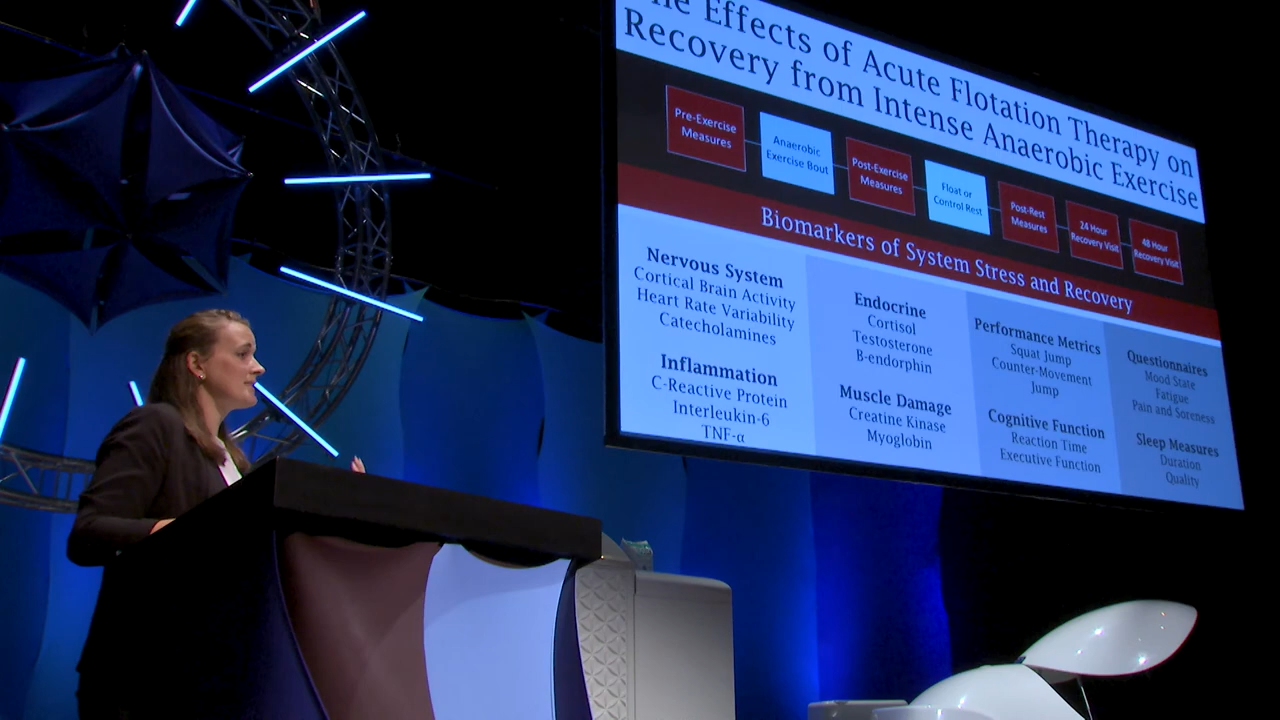 he Effects of Acute Flotation Therapy on
Recovery from Intense Anaerobic Exercise
Pre-Exercise
Measures
Anaerobic
Exercise Bout
Post-Exercise
Measures
Float or
Control Rest
Post-Rest
Measures
24 Hour
Recovery Visit
48 Hour
Recovery Visit
Biomarkers of System Stress and Recovery
Nervous System
Cortical Brain Activity
Heart Rate Variability
Catecholamines
Inflammation
C-Reactive Protein
Interleukin-6
TNF-α
Endocrine
Cortisol
Testosterone
B-endorphin
Muscle Damage
Creatine Kinase
Myoglobin
Performance Metrics
Squat Jump
Counter-Movement
Jump
Cognitive Function
Reaction Time
Executive Function
Questionnaires
Mood State
Fatigue
Pain and Soreness
Sleep Measures
Duration
Quality